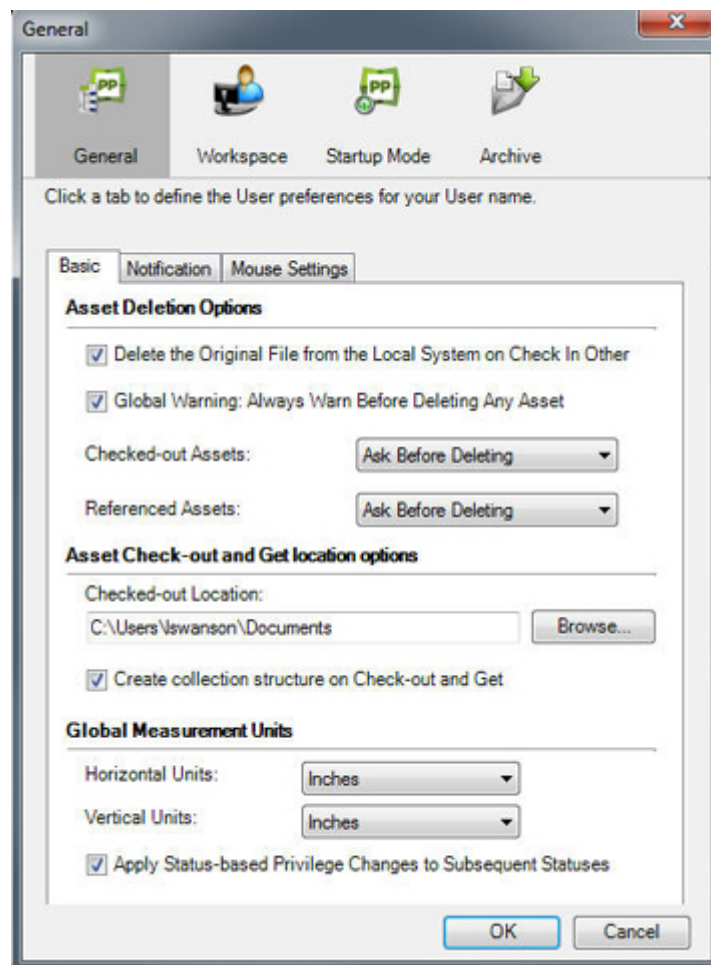 General
PP
PP
General
Workspace
Startup Mode
Archive
Click a tab to define the User preferences for your User name.
Basic
Notification
Mouse Settings
Asset Deletion Options
Delete the Original File from the Local System on Check In Other
Global Warning: Always Warn Before Deleting Any Asset
Checked-out Assets:
Ask Before Deleting
Referenced Assets:
Ask Before Deleting
Asset Check-out and Get location options
Checked-out Location:
C:\Users\lswanson\Documents
Browse...
Create collection structure on Check-out and Get
Global Measurement Units
Horizontal Units:
Inches
Vertical Units:
Inches
Apply Status-based Privilege Changes to Subsequent Statuses
OK
Cancel